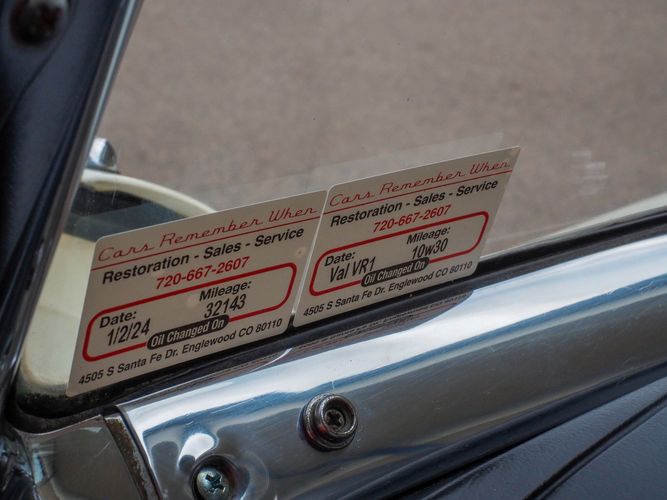 Cars Remember When
Restoration - Sales - Service
720-667-2607
Date: Mileage:
1/2/24 32143
Oil Changed On
4505 S Santa Fe Dr. Englewood CO 80110
Cars Remember When
Restoration - Sales - Service
720-667-2607
Date: Mileage:
Val VR1 10w30
Oil Changed On
4505 S Santa Fe Dr. Englewood CO 80110